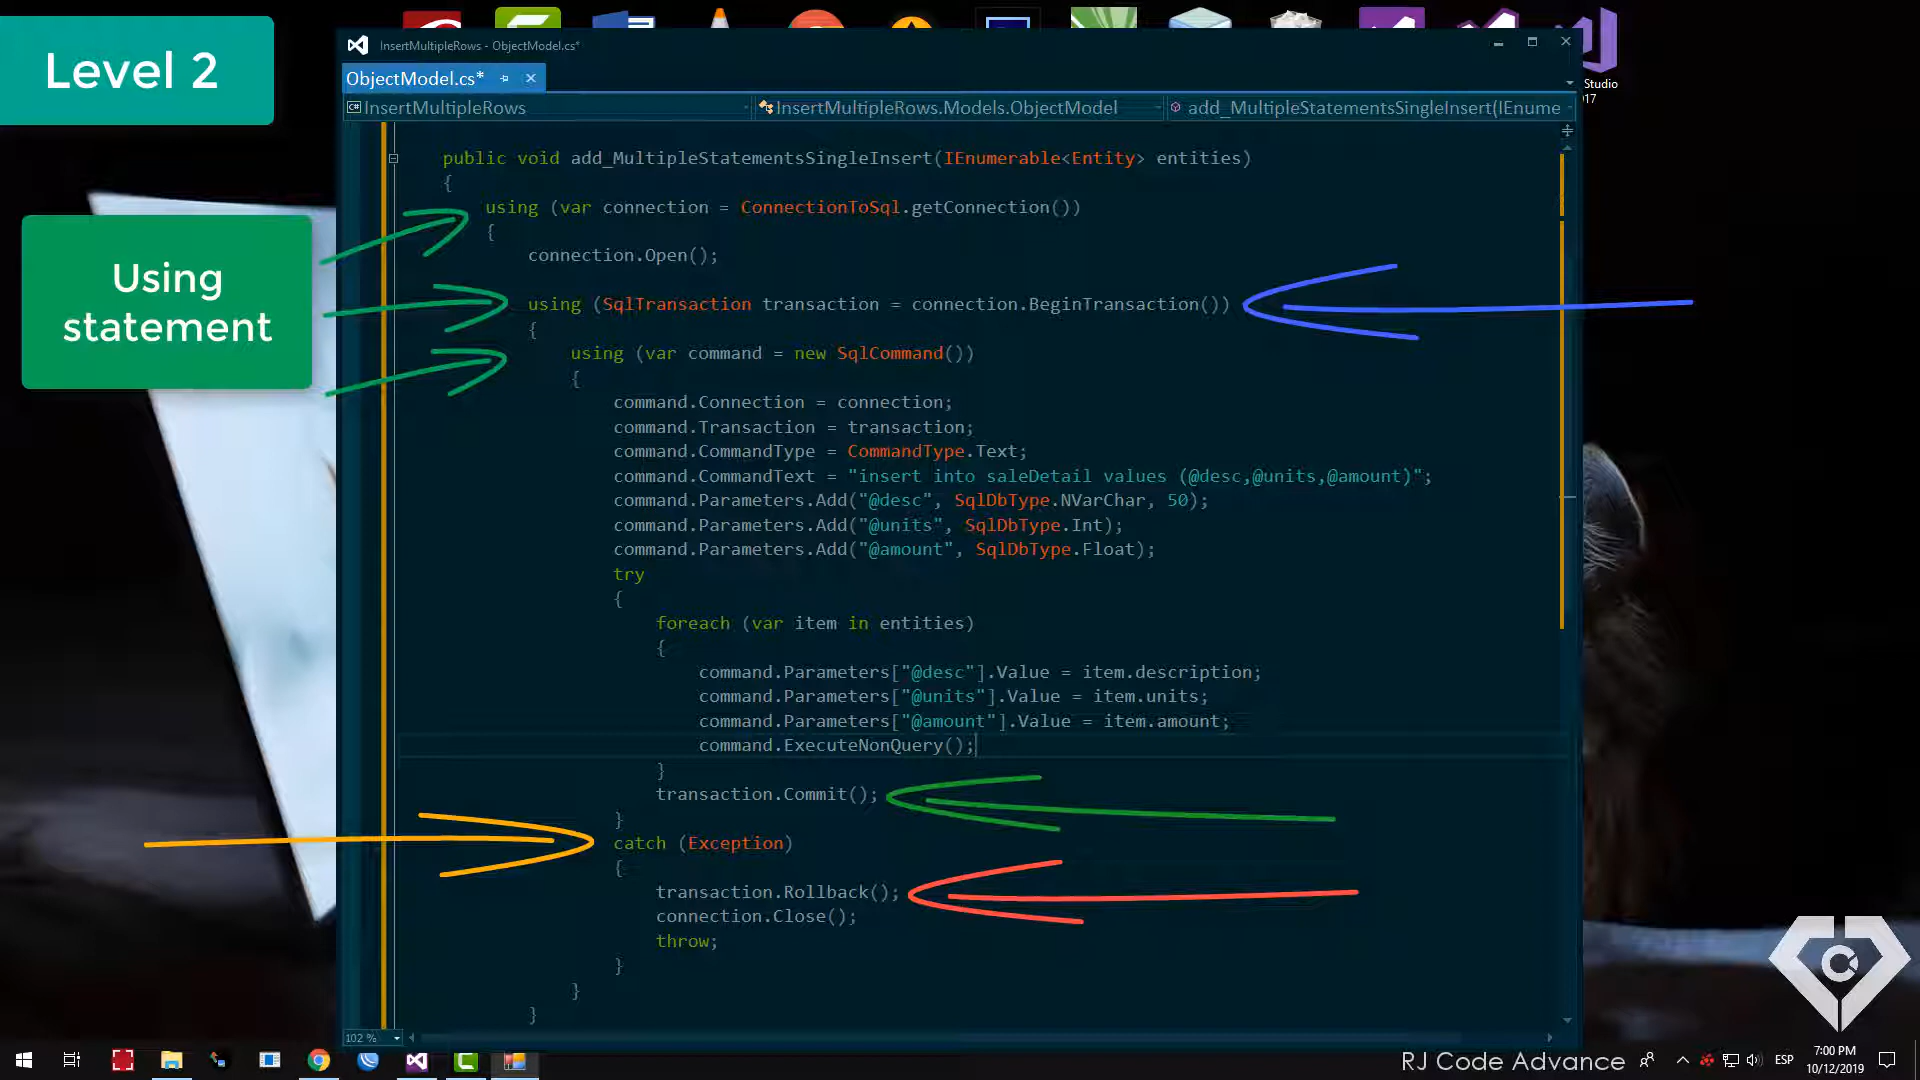 Level 2
Using
statement
InsertMultipleRows - ObjectModel.cs*
ObjectModel.cs*
InsertMultipleRows
InsertMultipleRows.Models.ObjectModel
add_MultipleStatementsSingleInsert(IEnume
public void add_MultipleStatementsSingleInsert(IEnumerable<Entity> entities)
{
using (var connection = ConnectionToSql.getConnection())
{
connection.Open();
using (SqlTransaction transaction = connection.BeginTransaction())
{
using (var command = new SqlCommand())
{
command.Connection = connection;
command.Transaction = transaction;
command.CommandType = CommandType.Text;
command.CommandText = "insert into saleDetail values (@desc,@units,@amount)";
command.Parameters.Add("@desc", SqlDbType.NVarChar, 50);
command.Parameters.Add("@units", SqlDbType.Int);
command.Parameters.Add("@amount", SqlDbType.Float);
try
{
foreach (var item in entities)
{
command.Parameters["@desc"].Value = item.description;
command.Parameters["@units"].Value = item.units;
command.Parameters["@amount"].Value = item.amount;
command.ExecuteNonQuery();
}
transaction.Commit();
}
catch (Exception)
{
transaction.Rollback();
connection.Close();
throw;
}
}
}
102 %
Studio
17
RJ Code Advance
ESP
7:00 PM
10/12/2019